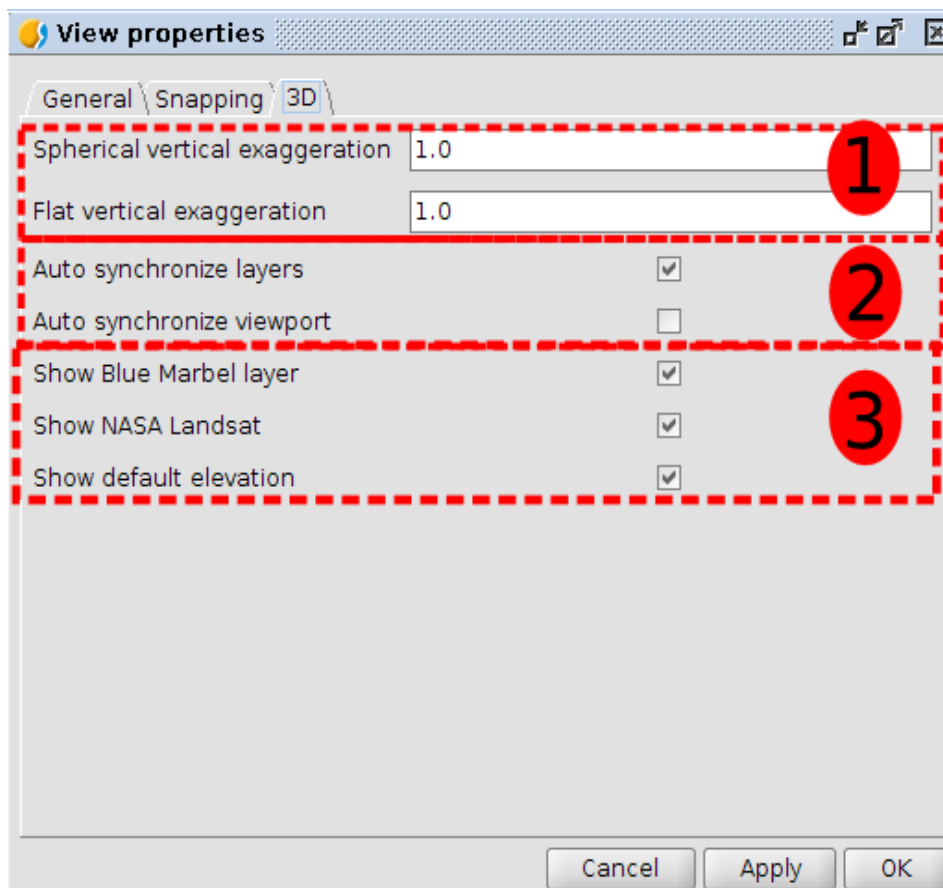 View properties
General Snapping 3D
Spherical vertical exaggeration 1.0
1
Flat vertical exaggeration 1.0
Auto synchronize layers
2
Auto synchronize viewport
Show Blue Marbel layer
Show NASA Landsat
3
Show default elevation
Cancel Apply OK